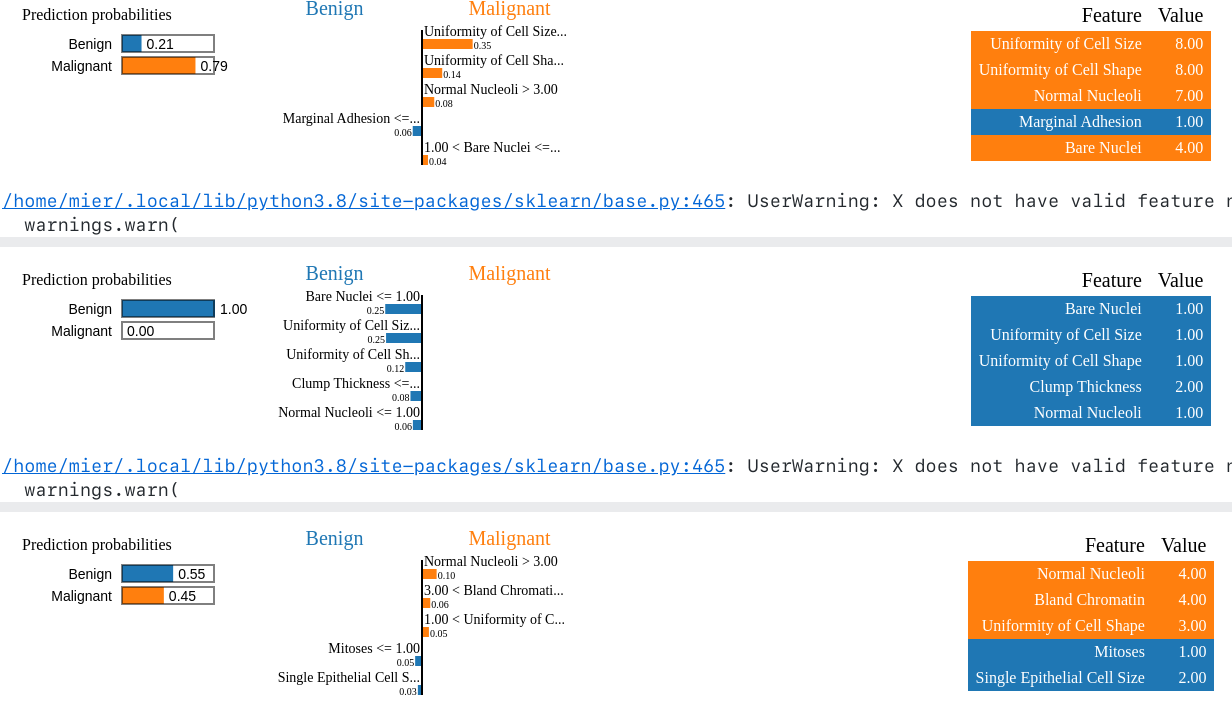 Prediction probabilities
Benign 0.21
Malignant 0.79
Benign Malignant
Uniformity of Cell Size...
0.35
Uniformity of Cell Sha...
0.14
Normal Nucleoli > 3.00
0.08
Marginal Adhesion <=...
0.06
1.00 < Bare Nuclei <=...
0.04
Feature Value
Uniformity of Cell Size 8.00
Uniformity of Cell Shape 8.00
Normal Nucleoli 7.00
Marginal Adhesion 1.00
Bare Nuclei 4.00
/home/mier/.local/lib/python3.8/site-packages/sklearn/base.py:465: UserWarning: X does not have valid feature
warnings.warn(
Prediction probabilities
Benign 1.00
Malignant 0.00
Benign Malignant
Bare Nuclei <= 1.00
0.25
Uniformity of Cell Siz...
0.25
Uniformity of Cell Sh...
0.12
Clump Thickness <=...
0.08
Normal Nucleoli <= 1.00
0.06
Feature Value
Bare Nuclei 1.00
Uniformity of Cell Size 1.00
Uniformity of Cell Shape 1.00
Clump Thickness 2.00
Normal Nucleoli 1.00
/home/mier/.local/lib/python3.8/site-packages/sklearn/base.py:465: UserWarning: X does not have valid feature
warnings.warn(
Prediction probabilities
Benign 0.55
Malignant 0.45
Benign Malignant
Normal Nucleoli > 3.00
0.10
3.00 < Bland Chromati...
0.06
1.00 < Uniformity of C...
0.05
Mitoses <= 1.00
0.05
Single Epithelial Cell S...
0.03
Feature Value
Normal Nucleoli 4.00
Bland Chromatin 4.00
Uniformity of Cell Shape 3.00
Mitoses 1.00
Single Epithelial Cell Size 2.00